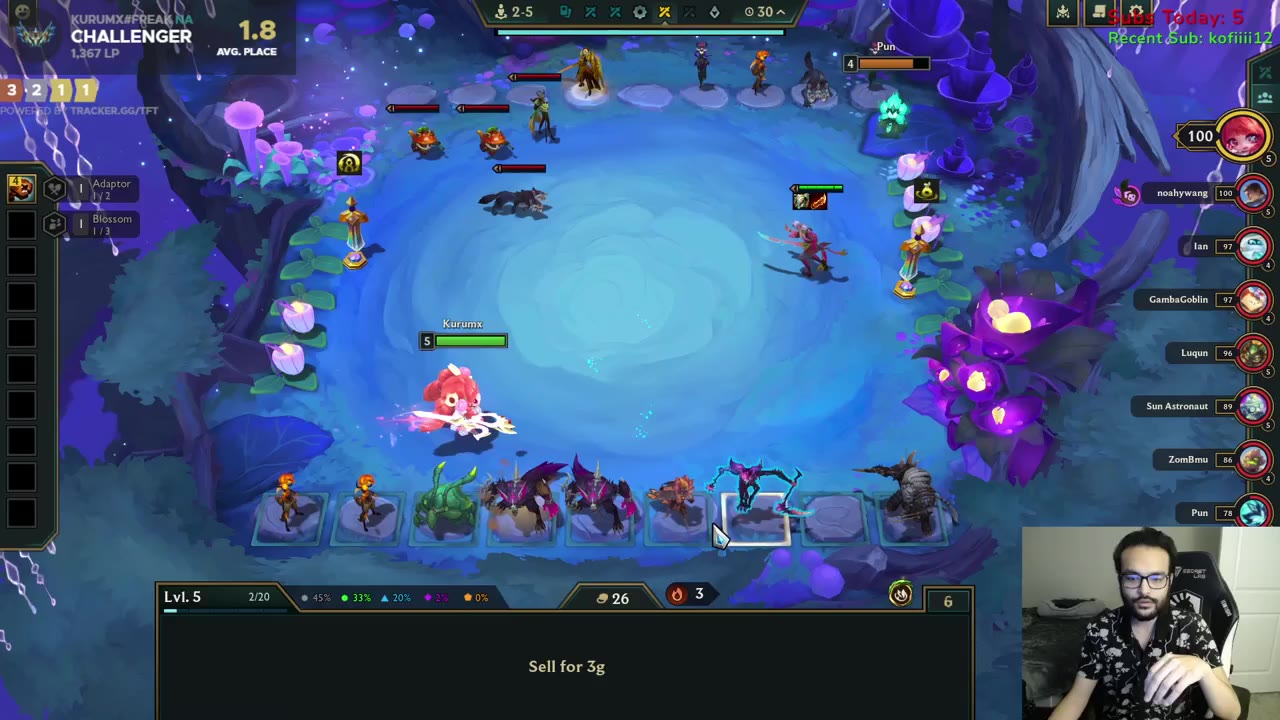 KURUMX#FREAK NA
CHALLENGER
1,367 LP
1.8
AVG. PLACE
3 2 1 1
POWERED BY TRACKER.GG/TFT
2-5
30
Subs Today: 5
Recent Sub: kofiiii12
Pun
4
100
noahywang 100
Ian 97
GambaGoblin 97
Luqun 96
Sun Astronaut 89
ZomBmu 86
Pun 78
4
1 Adaptor
1 / 2
1 Blossom
1 / 3
Kurumx
5
Lvl. 5 2/20 45% 33% 20% 2% 0% 26 3 6
Sell for 3g